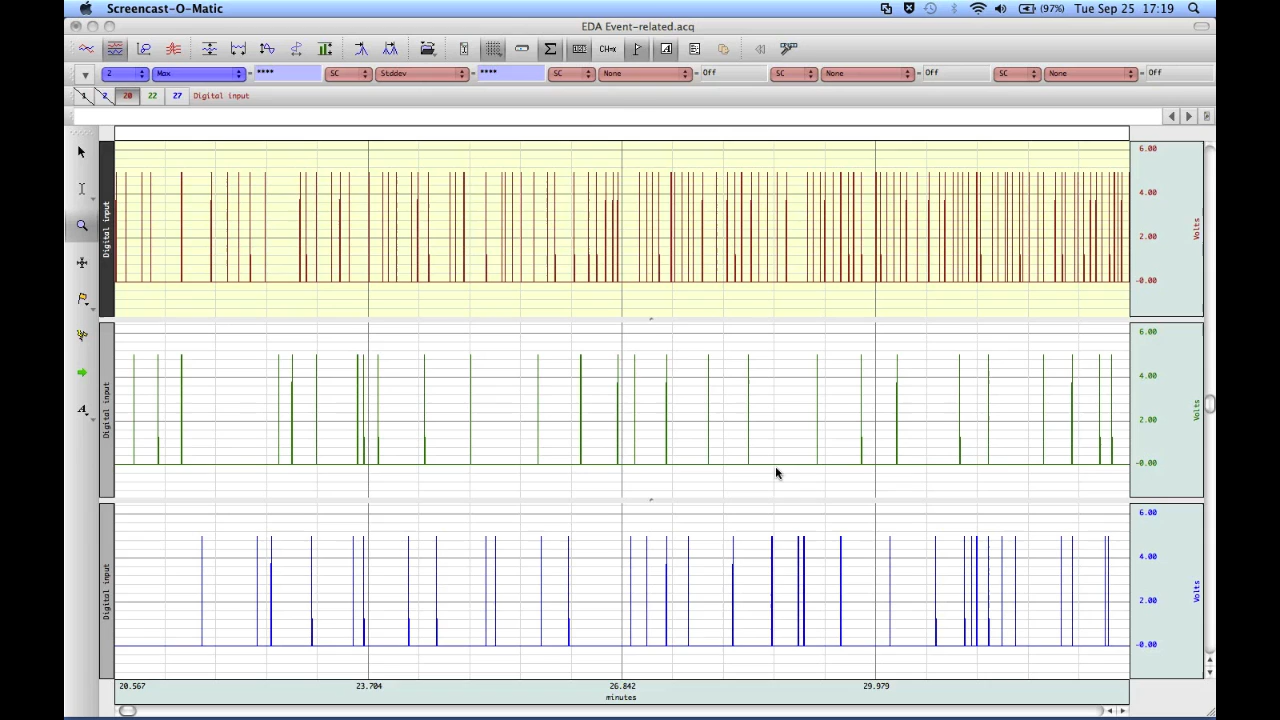 Screencast-O-Matic (97%) Tue Sep 25 17:19
EDA Event-related.acq
CH×
2 Max = **** SC Stddev = **** SC None = Off SC None = Off SC None = Off
1 2 20 22 27 Digital input
Digital input
6.00
4.00
2.00
-0.00
Volts
Digital input
6.00
4.00
2.00
-0.00
Volts
Digital input
6.00
4.00
2.00
-0.00
Volts
20.567 23.704 26.842 29.979
minutes